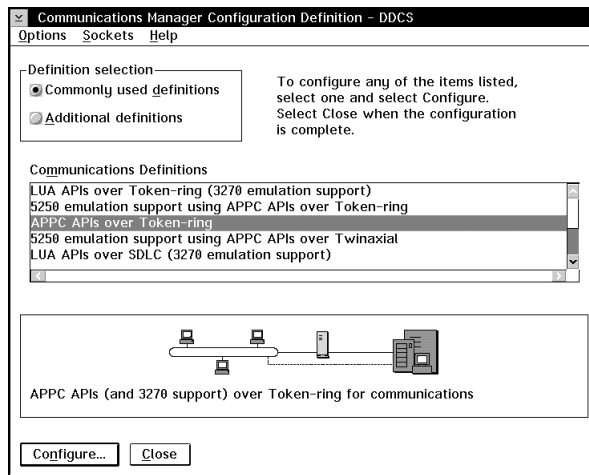 Communications Manager Configuration Definition - DDCS
Options Sockets Help
Definition selection
Commonly used definitions
Additional definitions
To configure any of the items listed,
select one and select Configure.
Select Close when the configuration
is complete.
Communications Definitions
LUA APIs over Token-ring (3270 emulation support)
5250 emulation support using APPC APIs over Token-ring
APPC APIs over Token-ring
5250 emulation support using APPC APIs over Twinaxial
LUA APIs over SDLC (3270 emulation support)
APPC APIs (and 3270 support) over Token-ring for communications
Configure... Close